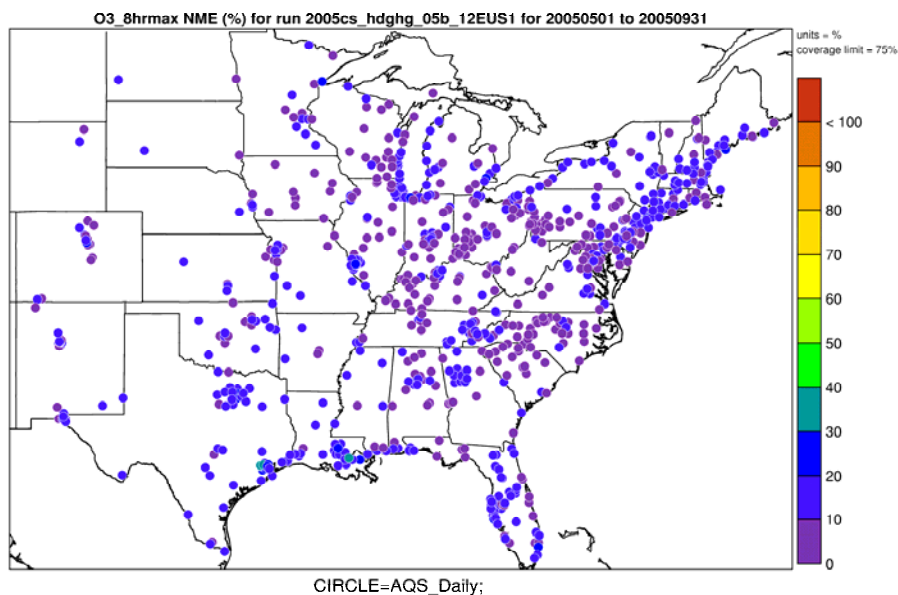 O3_8hrmax NME (%) for run 2005cs_hdghg_05b_12EUS1 for 20050501 to 20050931
units = %
coverage limit = 75%
< 100
90
80
70
60
50
40
30
20
10
0
CIRCLE=AQS_Daily;